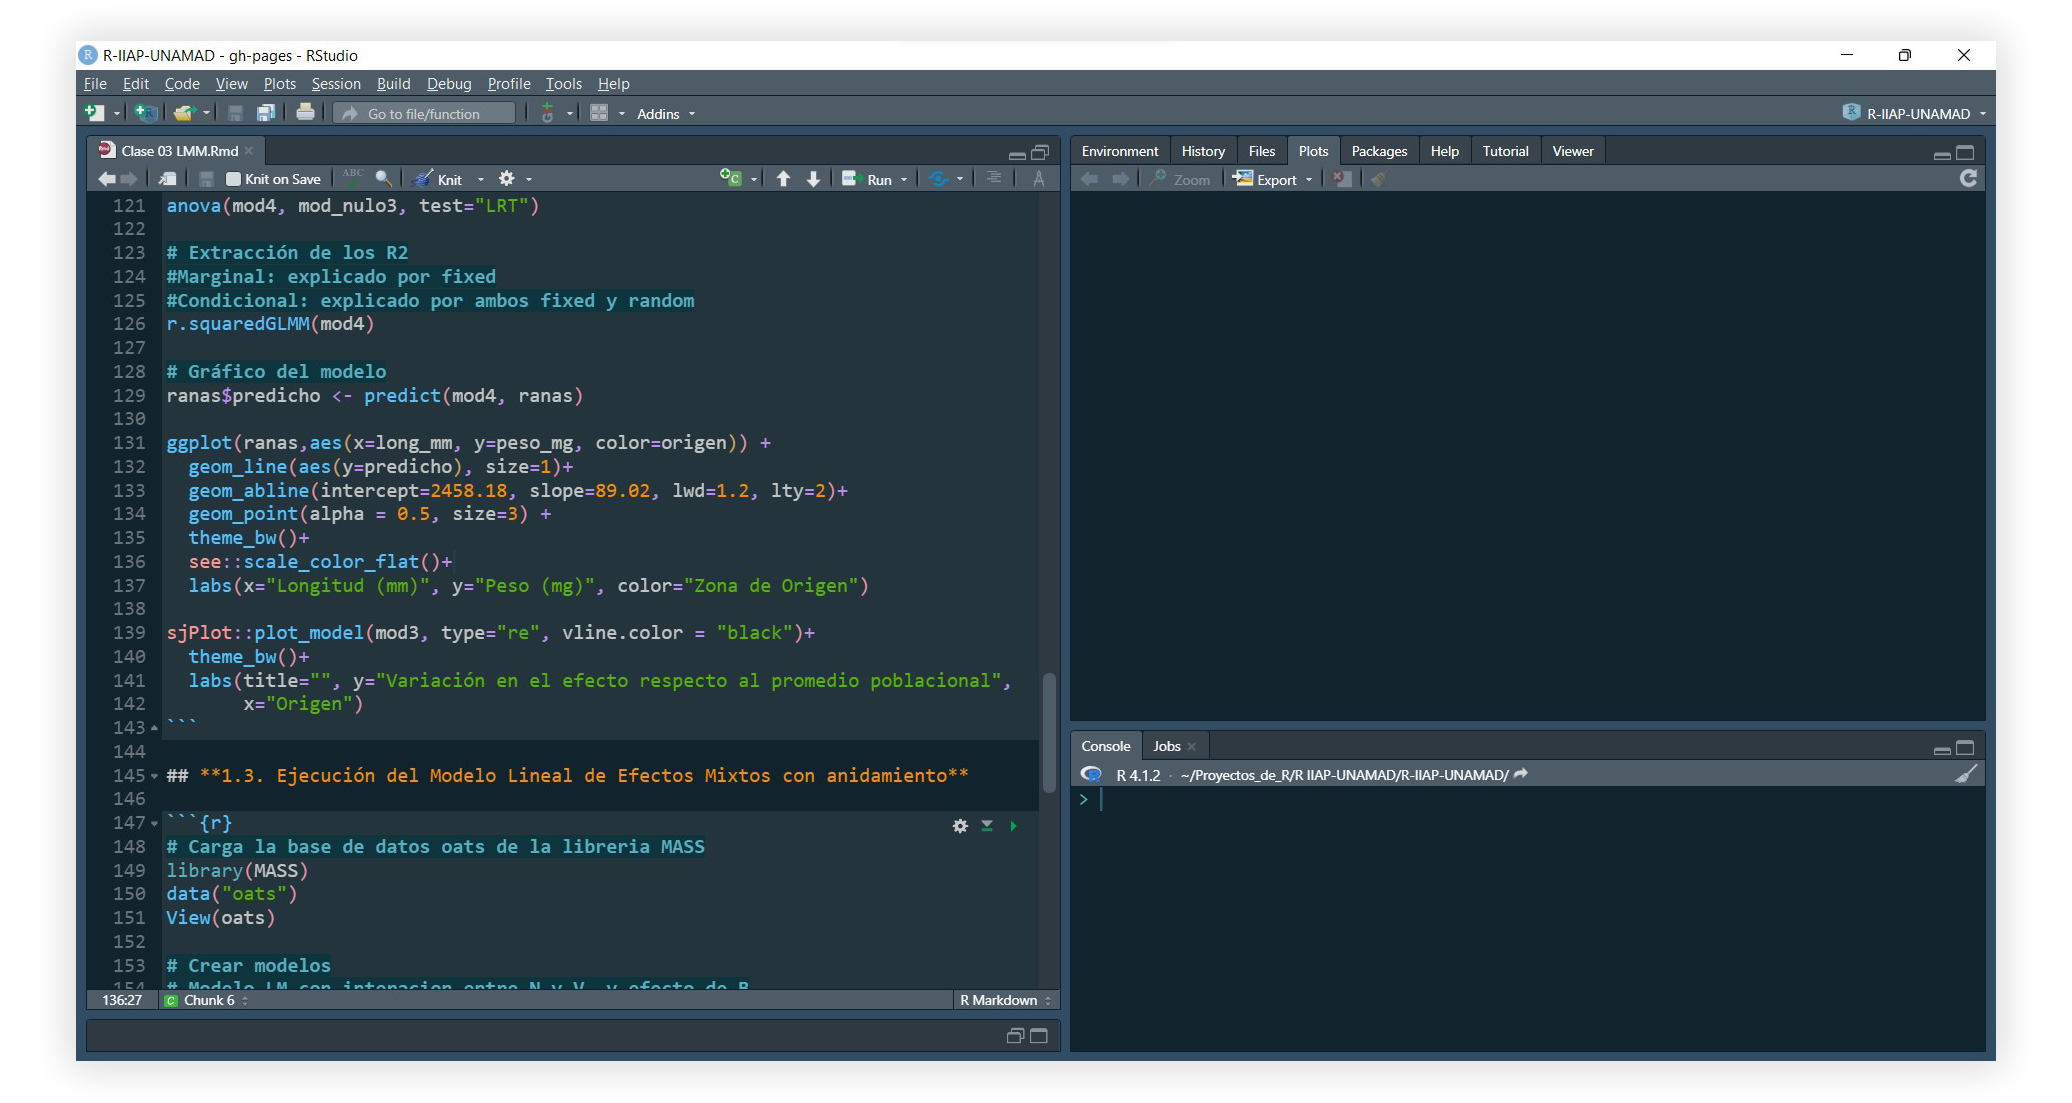 R-IIAP-UNAMAD - gh-pages - RStudio
File Edit Code View Plots Session Build Debug Profile Tools Help
Go to file/function Addins R-IIAP-UNAMAD
Clase 03 LMM.Rmd
Knit on Save ABC Knit Run
121 anova(mod4, mod_nulo3, test="LRT")
122
123 # Extracción de los R2
124 #Marginal: explicado por fixed
125 #Condicional: explicado por ambos fixed y random
126 r.squaredGLMM(mod4)
127
128 # Gráfico del modelo
129 ranas$predicho <- predict(mod4, ranas)
130
131 ggplot(ranas,aes(x=long_mm, y=peso_mg, color=origen)) +
132 geom_line(aes(y=predicho), size=1)+
133 geom_abline(intercept=2458.18, slope=89.02, lwd=1.2, lty=2)+
134 geom_point(alpha = 0.5, size=3) +
135 theme_bw()+
136 see::scale_color_flat()+
137 labs(x="Longitud (mm)", y="Peso (mg)", color="Zona de Origen")
138
139 sjPlot::plot_model(mod3, type="re", vline.color = "black")+
140 theme_bw()+
141 labs(title="", y="Variación en el efecto respecto al promedio poblacional",
142 x="Origen")
143 ```
144
145 ## **1.3. Ejecución del Modelo Lineal de Efectos Mixtos con anidamiento**
146
147 ```{r}
148 # Carga la base de datos oats de la libreria MASS
149 library(MASS)
150 data("oats")
151 View(oats)
152
153 # Crear modelos
154 # Modelo LM con interacion entre N y V, y efecto de B
136:27 Chunk 6 R Markdown
Environment History Files Plots Packages Help Tutorial Viewer
Zoom Export
Console Jobs
R 4.1.2 · ~/Proyectos_de_R/R IIAP-UNAMAD/R-IIAP-UNAMAD/
>